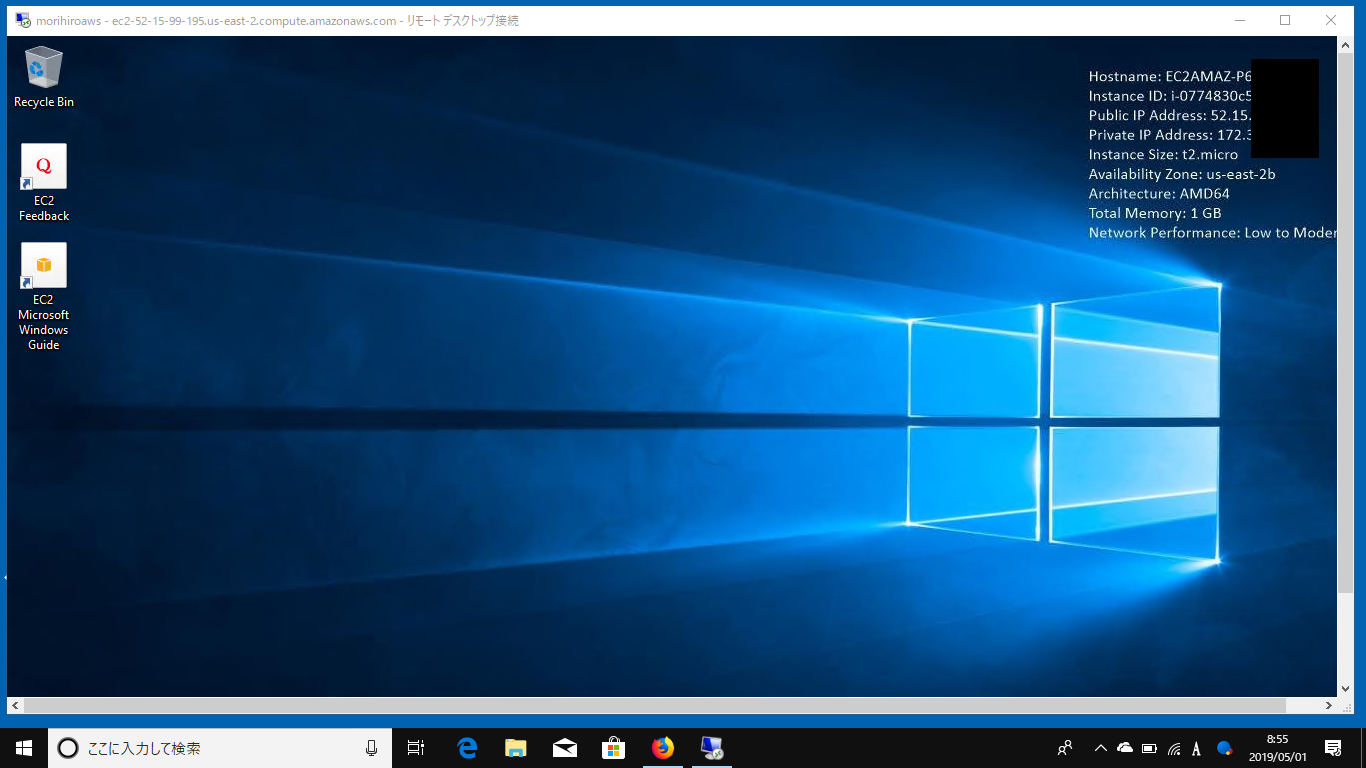 morihiroaws - ec2-52-15-99-195.us-east-2.compute.amazonaws.com - リモート デスクトップ接続
Recycle Bin
Q
EC2
Feedback
EC2
Microsoft
Windows
Guide
Hostname: EC2AMAZ-P6
Instance ID: i-0774830c5
Public IP Address: 52.15.
Private IP Address: 172.3
Instance Size: t2.micro
Availability Zone: us-east-2b
Architecture: AMD64
Total Memory: 1 GB
Network Performance: Low to Moder
ここに入力して検索
A
8:55
2019/05/01